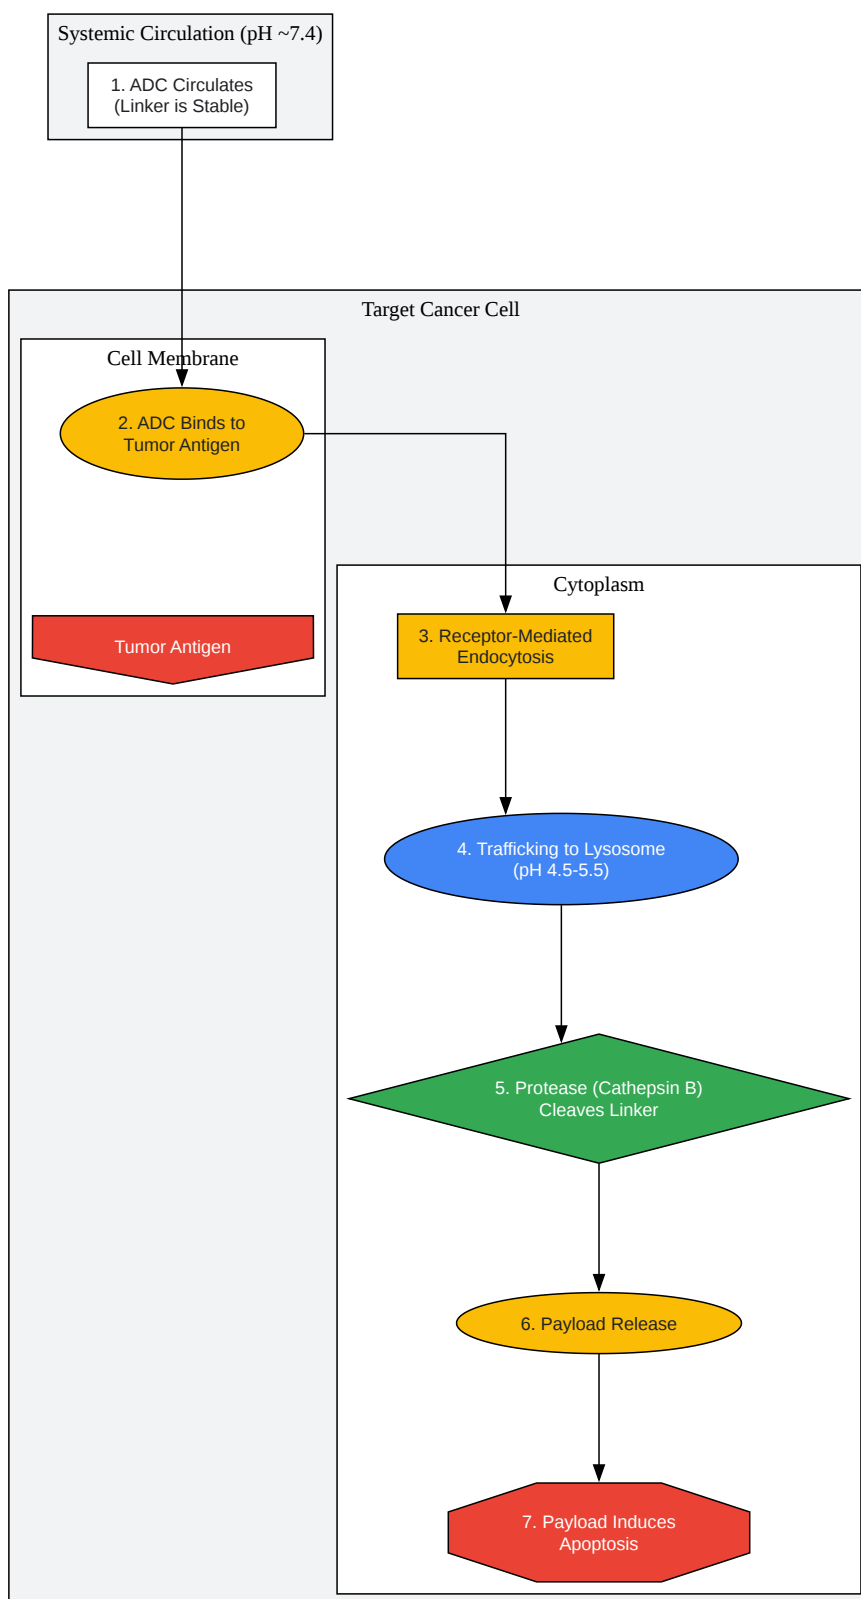 Systemic Circulation (pH ~7.4)
1. ADC Circulates
(Linker is Stable)
Target Cancer Cell
Cell Membrane
2. ADC Binds to
Tumor Antigen
Tumor Antigen
Cytoplasm
3. Receptor-Mediated
Endocytosis
4. Trafficking to Lysosome
(pH 4.5-5.5)
5. Protease (Cathepsin B)
Cleaves Linker
6. Payload Release
7. Payload Induces
Apoptosis